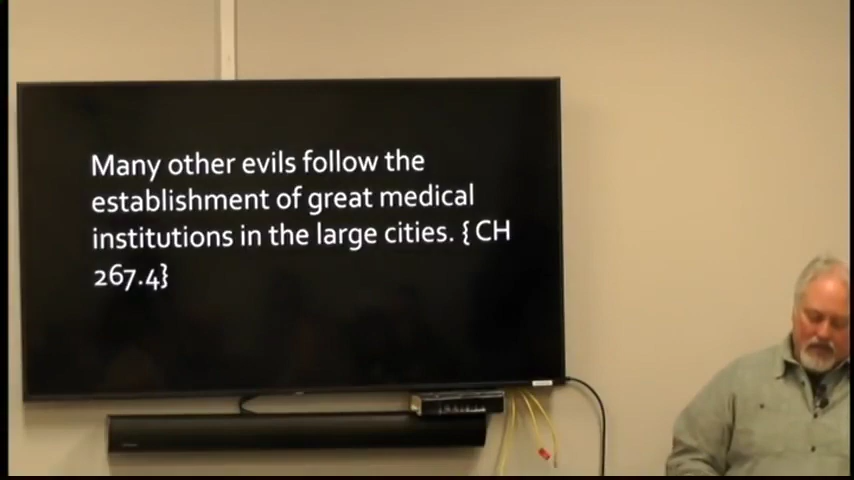 Many other evils follow the
establishment of great medical
institutions in the large cities. { CH
267.4}